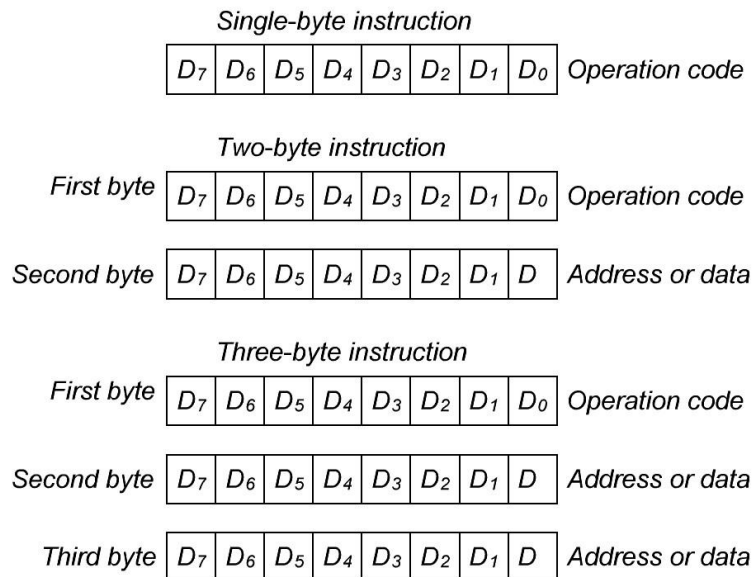 Single-byte instruction
D₇ D₆ D₅ D₄ D₃ D₂ D₁ D₀ Operation code
Two-byte instruction
First byte D₇ D₆ D₅ D₄ D₃ D₂ D₁ D₀ Operation code
Second byte D₇ D₆ D₅ D₄ D₃ D₂ D₁ D Address or data
Three-byte instruction
First byte D₇ D₆ D₅ D₄ D₃ D₂ D₁ D₀ Operation code
Second byte D₇ D₆ D₅ D₄ D₃ D₂ D₁ D Address or data
Third byte D₇ D₆ D₅ D₄ D₃ D₂ D₁ D Address or data